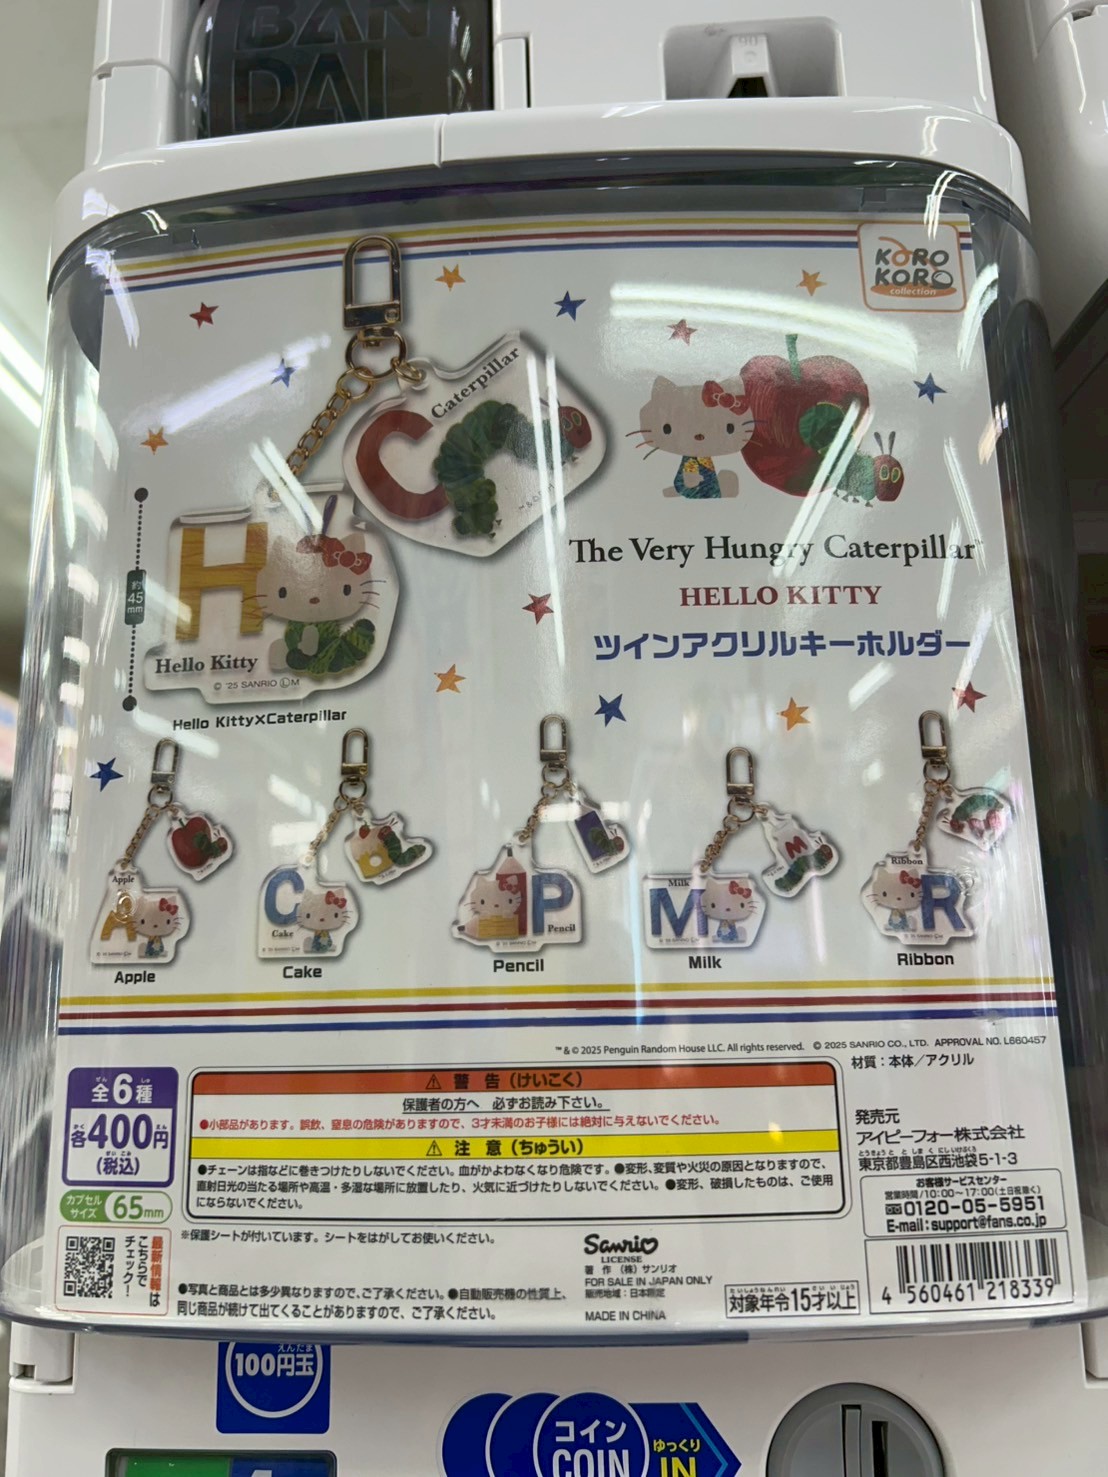 BAN
DAI
KORO
KORO
collection
Caterpillar
C
H
Hello Kitty
© '25 SANRIO Ⓛ M
約
45
mm
Hello Kitty×Caterpillar
The Very Hungry Caterpillar™
HELLO KITTY
ツインアクリルキーホルダー
Apple
A
Apple
C
Cake
Cake
P
Pencil
Pencil
M
Milk
M
Milk
Ribbon
R
Ribbon
™ & © 2025 Penguin Random House LLC. All rights reserved. © 2025 SANRIO CO., LTD. APPROVAL NO. L660457
材質：本体／アクリル
全6種
各400円
(税込)
カプセル
サイズ 65mm
最新情報は
こちらで
チェック！
⚠ 警 告（けいこく）
保護者の方へ 必ずお読み下さい。
●小部品があります。誤飲、窒息の危険がありますので、3才未満のお子様には絶対に与えないでください。
⚠ 注 意（ちゅうい）
●チェーンは指などに巻きつけたりしないでください。血がかよわなくなり危険です。●変形、変質や火災の原因となりますので、
直射日光の当たる場所や高温・多湿な場所に放置したり、火気に近づけたりしないでください。●変形、破損したものは、ご使用
にならないでください。
※保護シートが付いています。シートをはがしてお使いください。
●写真と商品とは多少異なりますので、ご了承ください。●自動販売機の性質上、
同じ商品が続けて出てくることがありますので、ご了承ください。
Sanrio
LICENSE
著 作 （株）サンリオ
FOR SALE IN JAPAN ONLY
販売地域：日本限定
MADE IN CHINA
発売元
アイピーフォー株式会社
東京都豊島区西池袋5-1-3
お客様サービスセンター
営業時間/10：00〜17：00（土日祝除く）
0120-05-5951
E-mail：support@fans.co.jp
対象年令15才以上
4 560461 218339
えんだま
100円玉
コイン
COIN
ゆっくり
IN